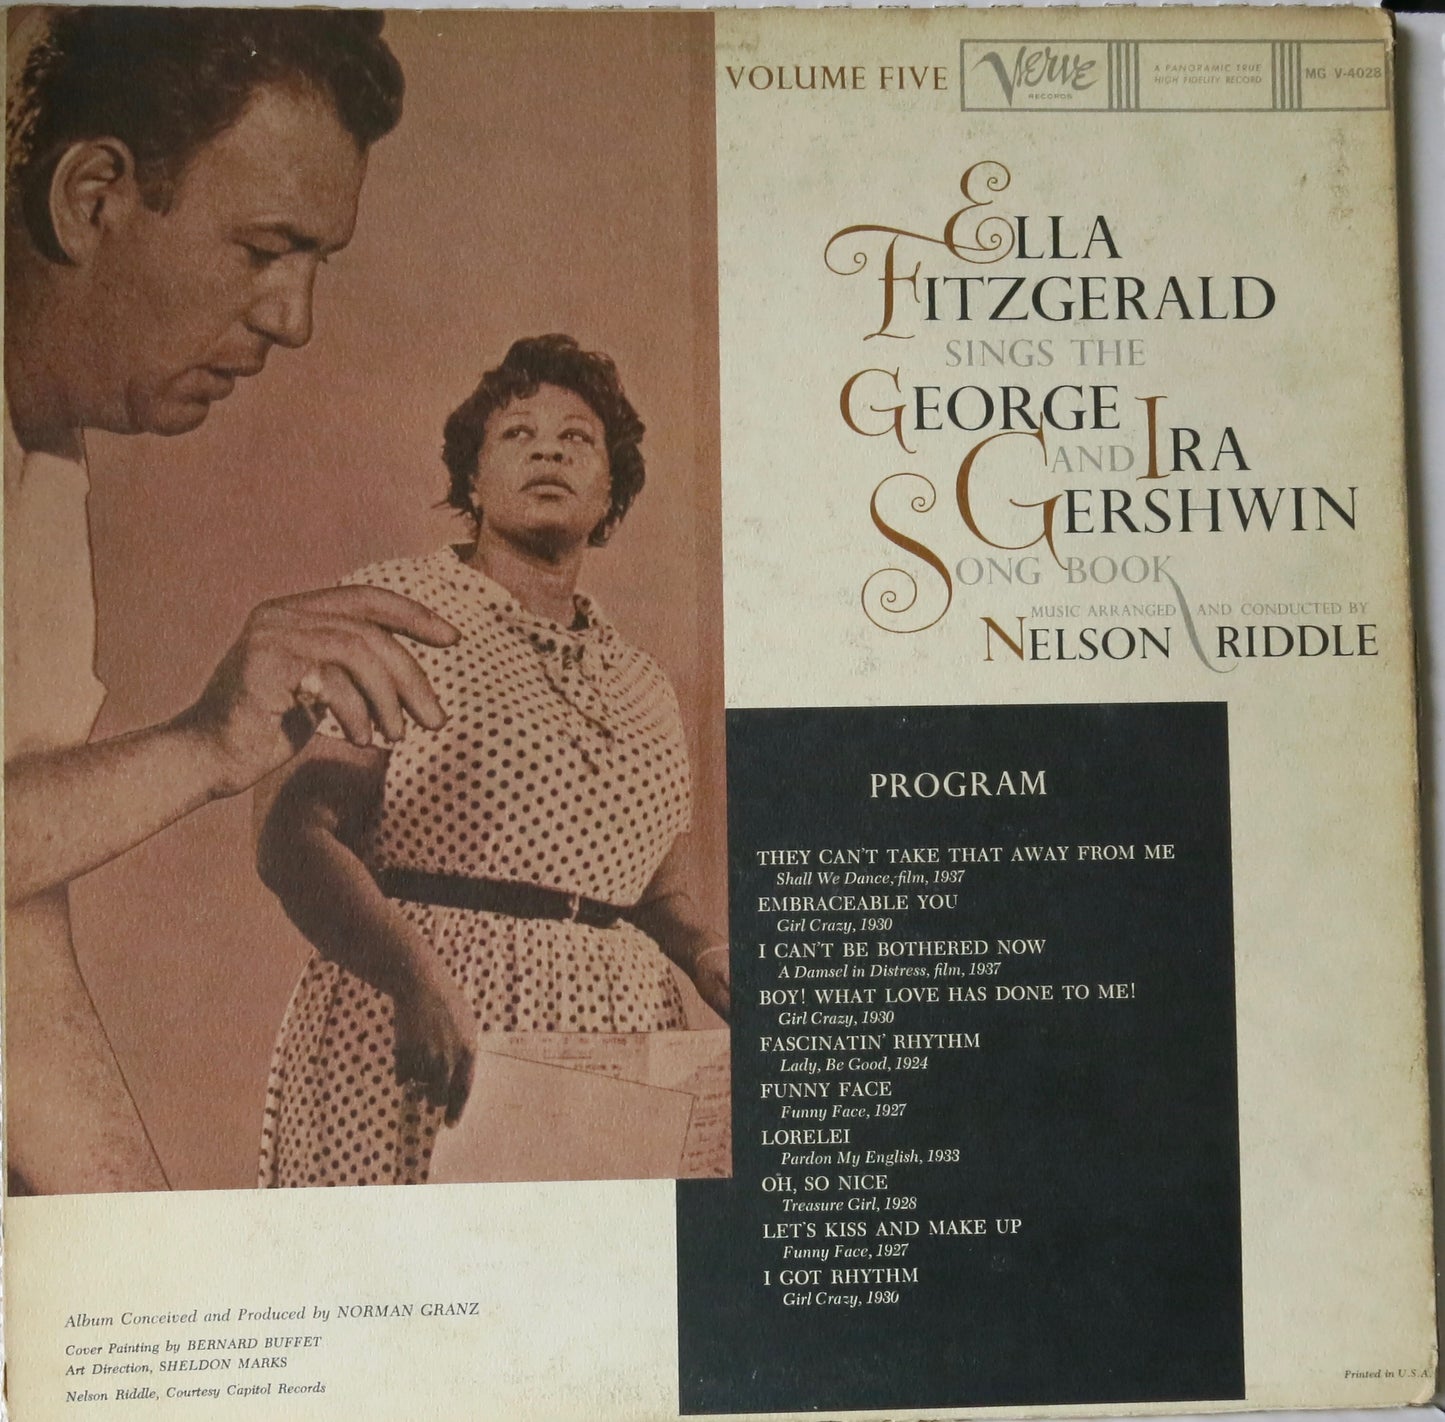 VOLUME FIVE
Verve
RECORDS
A PANORAMIC TRUE
HIGH FIDELITY RECORD
MG V-4028
ELLA
FITZGERALD
SINGS THE
GEORGE
AND IRA
GERSHWIN
SONG BOOK
MUSIC ARRANGED AND CONDUCTED BY
NELSON RIDDLE
PROGRAM
THEY CAN'T TAKE THAT AWAY FROM ME
Shall We Dance, film, 1937
EMBRACEABLE YOU
Girl Crazy, 1930
I CAN'T BE BOTHERED NOW
A Damsel in Distress, film, 1937
BOY! WHAT LOVE HAS DONE TO ME!
Girl Crazy, 1930
FASCINATIN' RHYTHM
Lady, Be Good, 1924
FUNNY FACE
Funny Face, 1927
LORELEI
Pardon My English, 1933
OH, SO NICE
Treasure Girl, 1928
LET'S KISS AND MAKE UP
Funny Face, 1927
I GOT RHYTHM
Girl Crazy, 1930
Album Conceived and Produced by NORMAN GRANZ
Cover Painting by BERNARD BUFFET
Art Direction, SHELDON MARKS
Nelson Riddle, Courtesy Capitol Records
Printed in U.S.A.